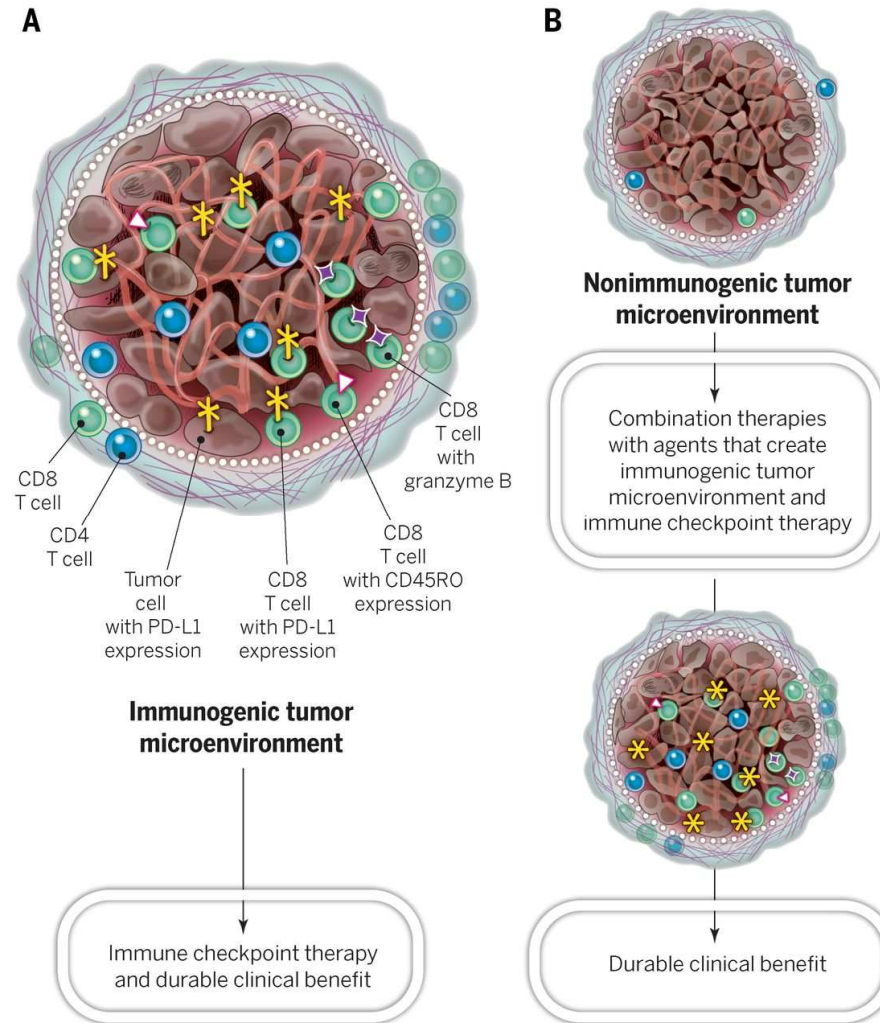 A
CD8
T cell
CD4
T cell
Tumor
cell
with PD-L1
expression
CD8
T cell
with PD-L1
expression
CD8
T cell
with CD45RO
expression
CD8
T cell
with
granzyme B
Immunogenic tumor
microenvironment
Immune checkpoint therapy
and durable clinical benefit
B
Nonimmunogenic tumor
microenvironment
Combination therapies
with agents that create
immunogenic tumor
microenvironment and
immune checkpoint therapy
Durable clinical benefit